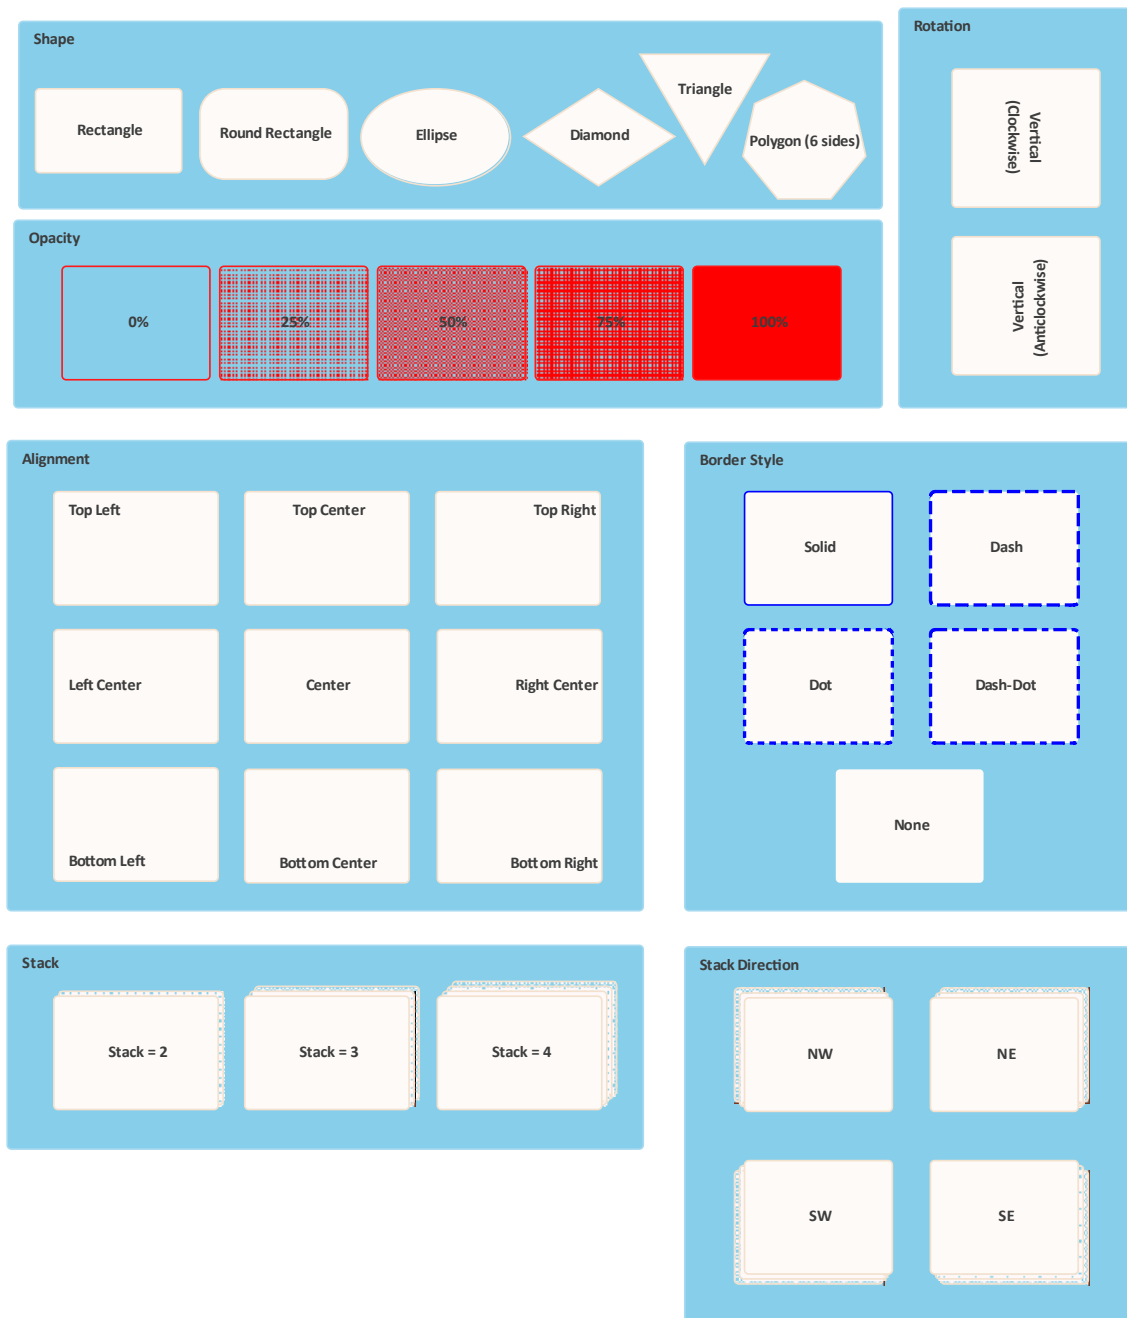 Shape
Rectangle
Round Rectangle
Ellipse
Diamond
Triangle
Polygon (6 sides)
Rotation
Vertical
(Clockwise)
Vertical
(Anticlockwise)
Opacity
0%
25%
50%
75%
100%
Alignment
Top Left
Top Center
Top Right
Left Center
Center
Right Center
Bottom Left
Bottom Center
Bottom Right
Border Style
Solid
Dash
Dot
Dash-Dot
None
Stack
Stack = 2
Stack = 3
Stack = 4
Stack Direction
NW
NE
SW
SE